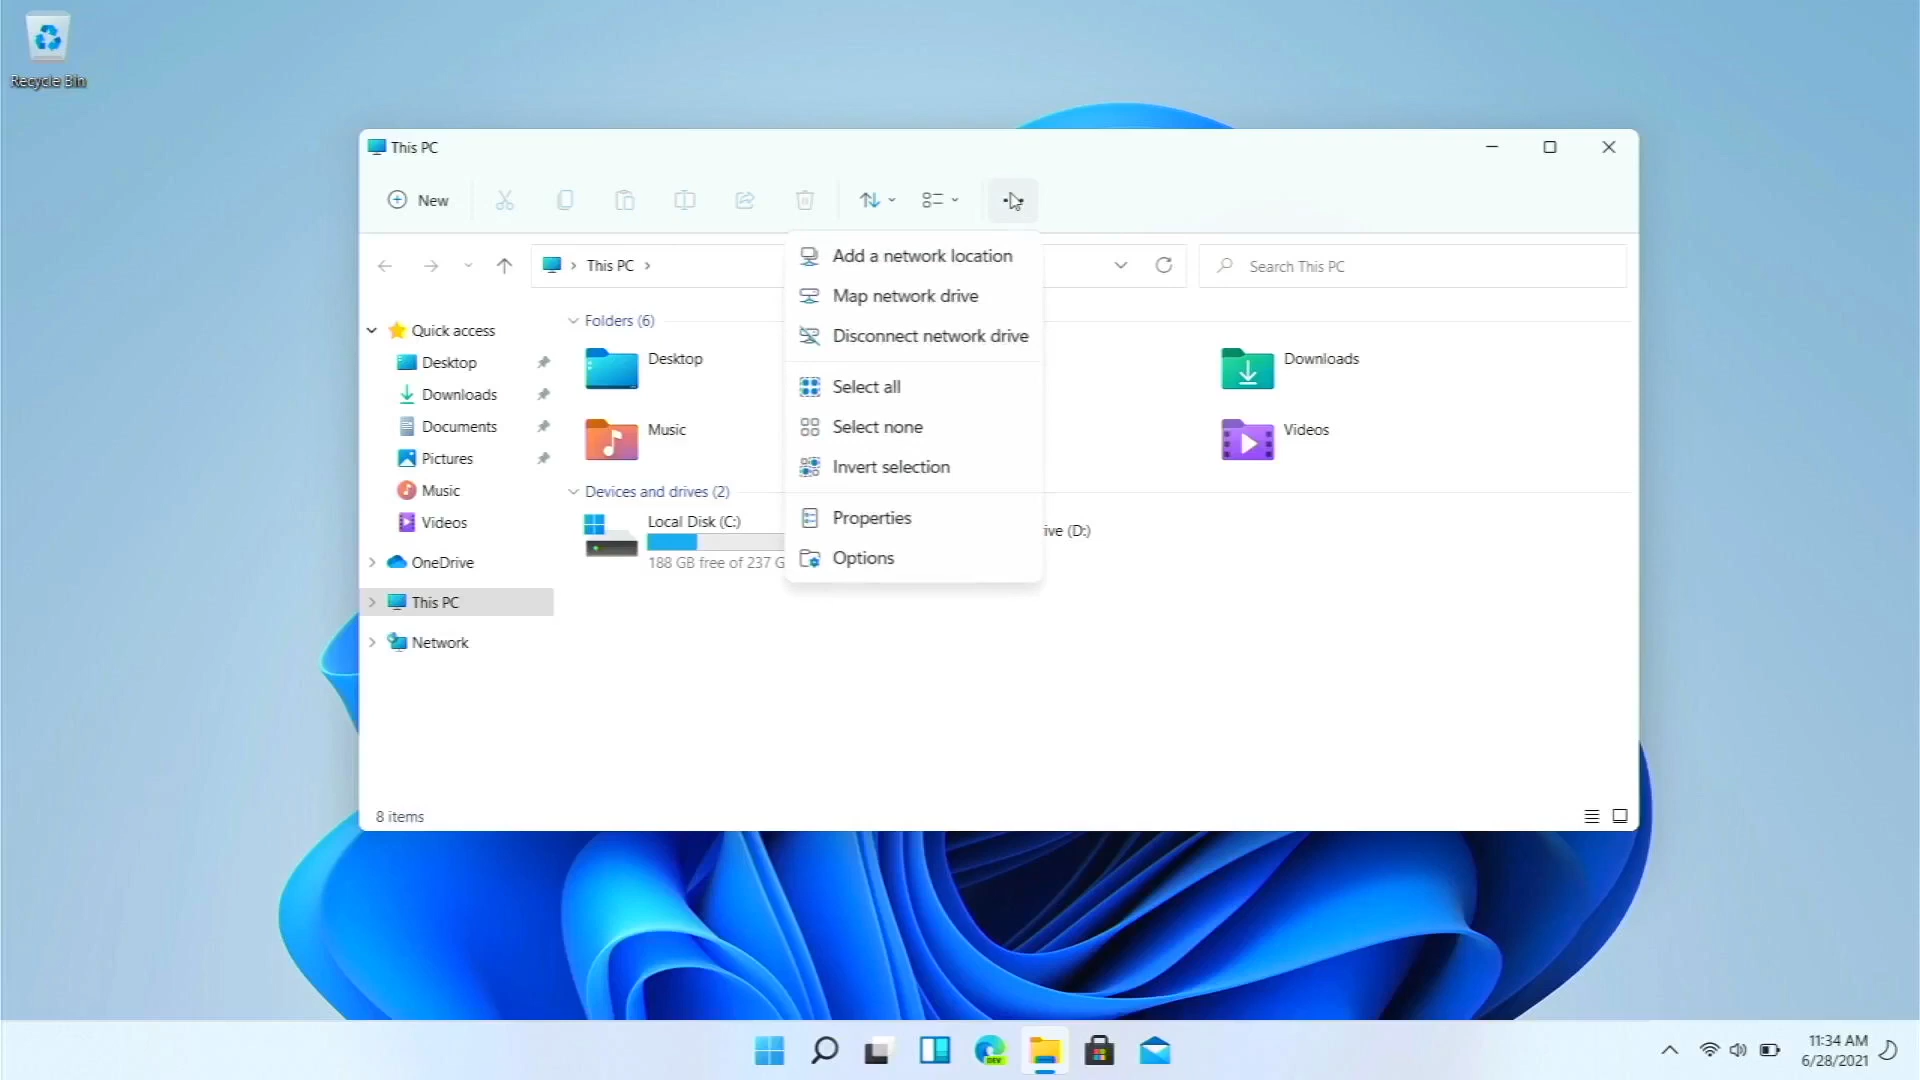 Recycle Bin
This PC
New
This PC
Search This PC
Add a network location
Map network drive
Disconnect network drive
Select all
Select none
Invert selection
Properties
Options
Quick access
Desktop
Downloads
Documents
Pictures
Music
Videos
OneDrive
This PC
Network
Folders (6)
Desktop
Downloads
Music
Videos
Devices and drives (2)
Local Disk (C:)
188 GB free of 237 G
ive (D:)
8 items
DEV
11:34 AM
6/28/2021